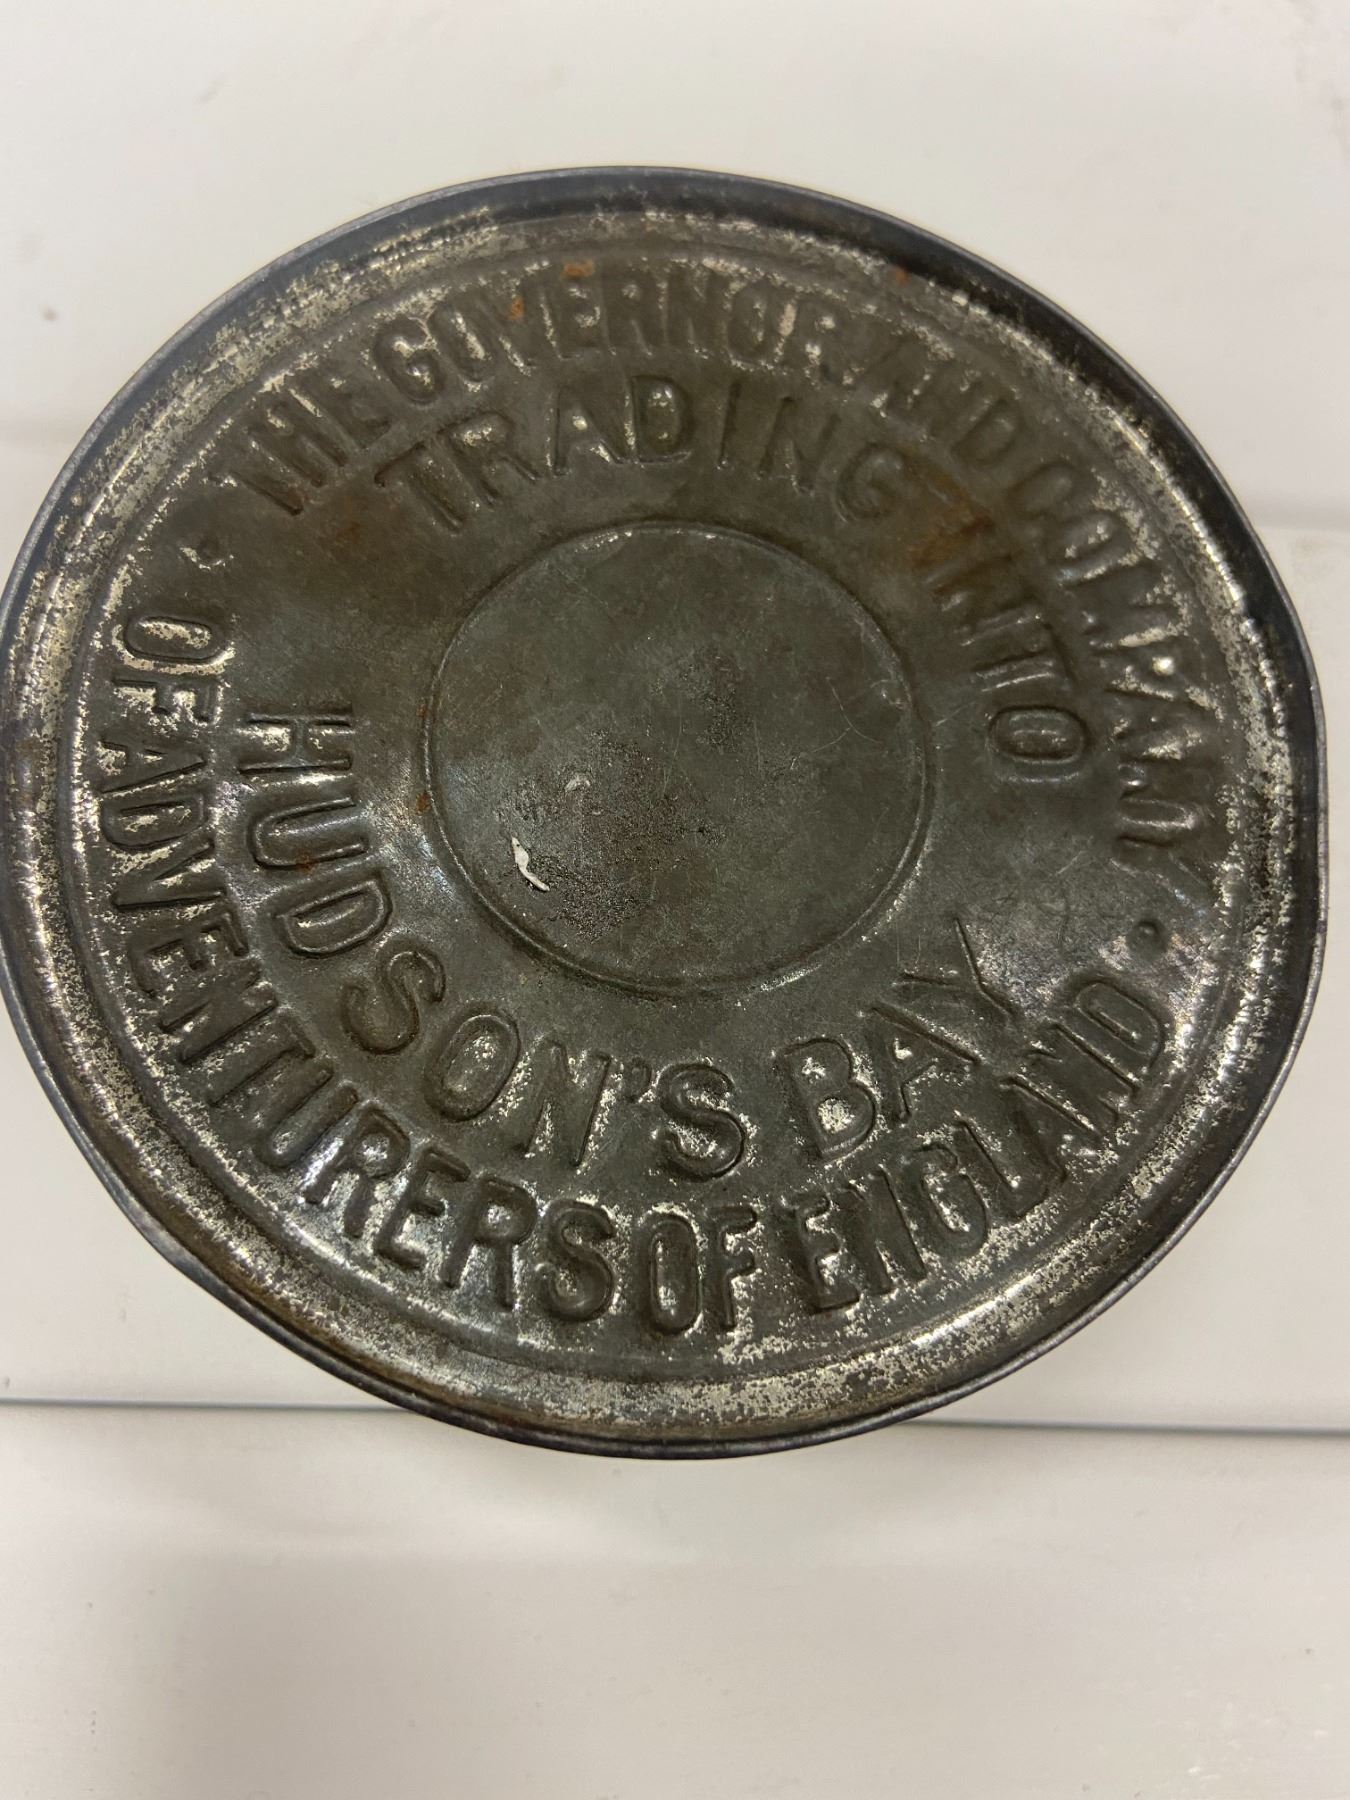 THE GOVERNOR AND COMPANY
OF ADVENTURERS OF ENGLAND
TRADING INTO
HUDSON'S BAY